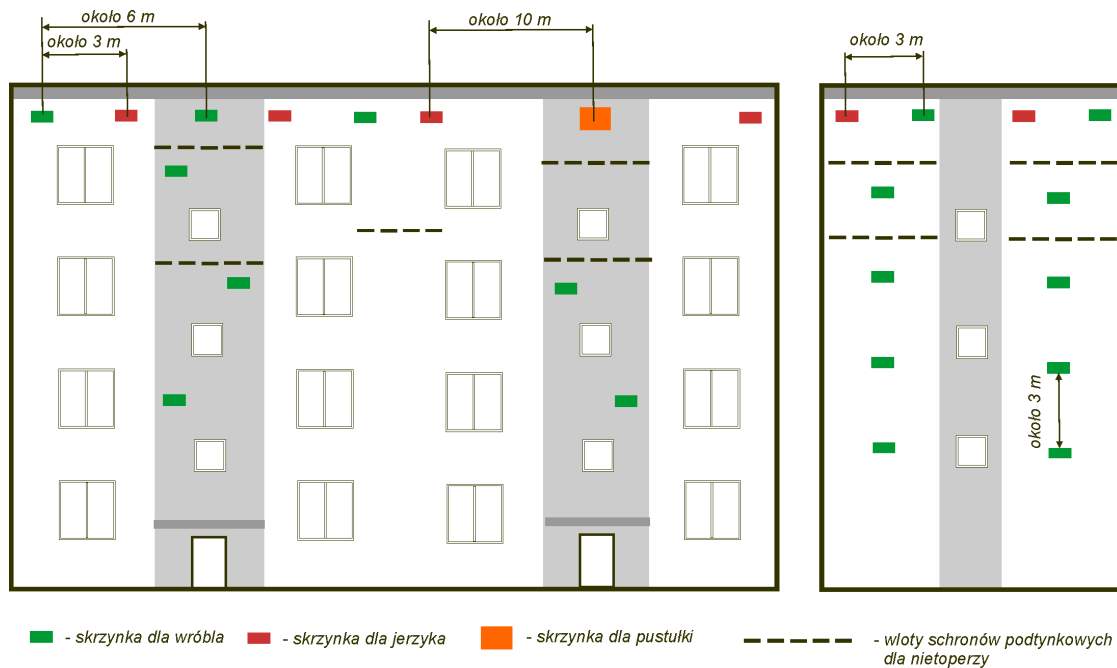 około 6 m
około 3 m
około 10 m
około 3 m
około 3 m
- skrzynka dla wróbla
- skrzynka dla jerzyka
- skrzynka dla pustułki
- wloty schronów podtynkowych
dla nietoperzy